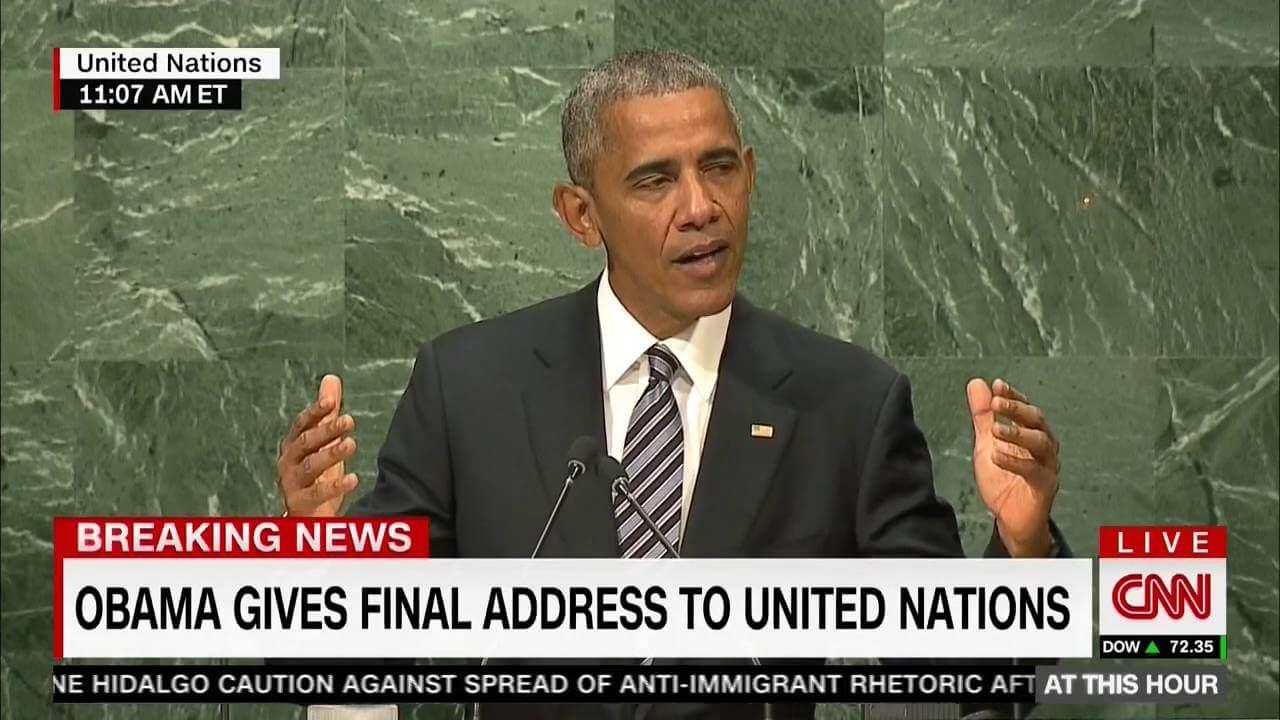 United Nations
11:07 AM ET
BREAKING NEWS
LIVE
OBAMA GIVES FINAL ADDRESS TO UNITED NATIONS
CNN
DOW ▲ 72.35
NE HIDALGO CAUTION AGAINST SPREAD OF ANTI-IMMIGRANT RHETORIC AFT
AT THIS HOUR